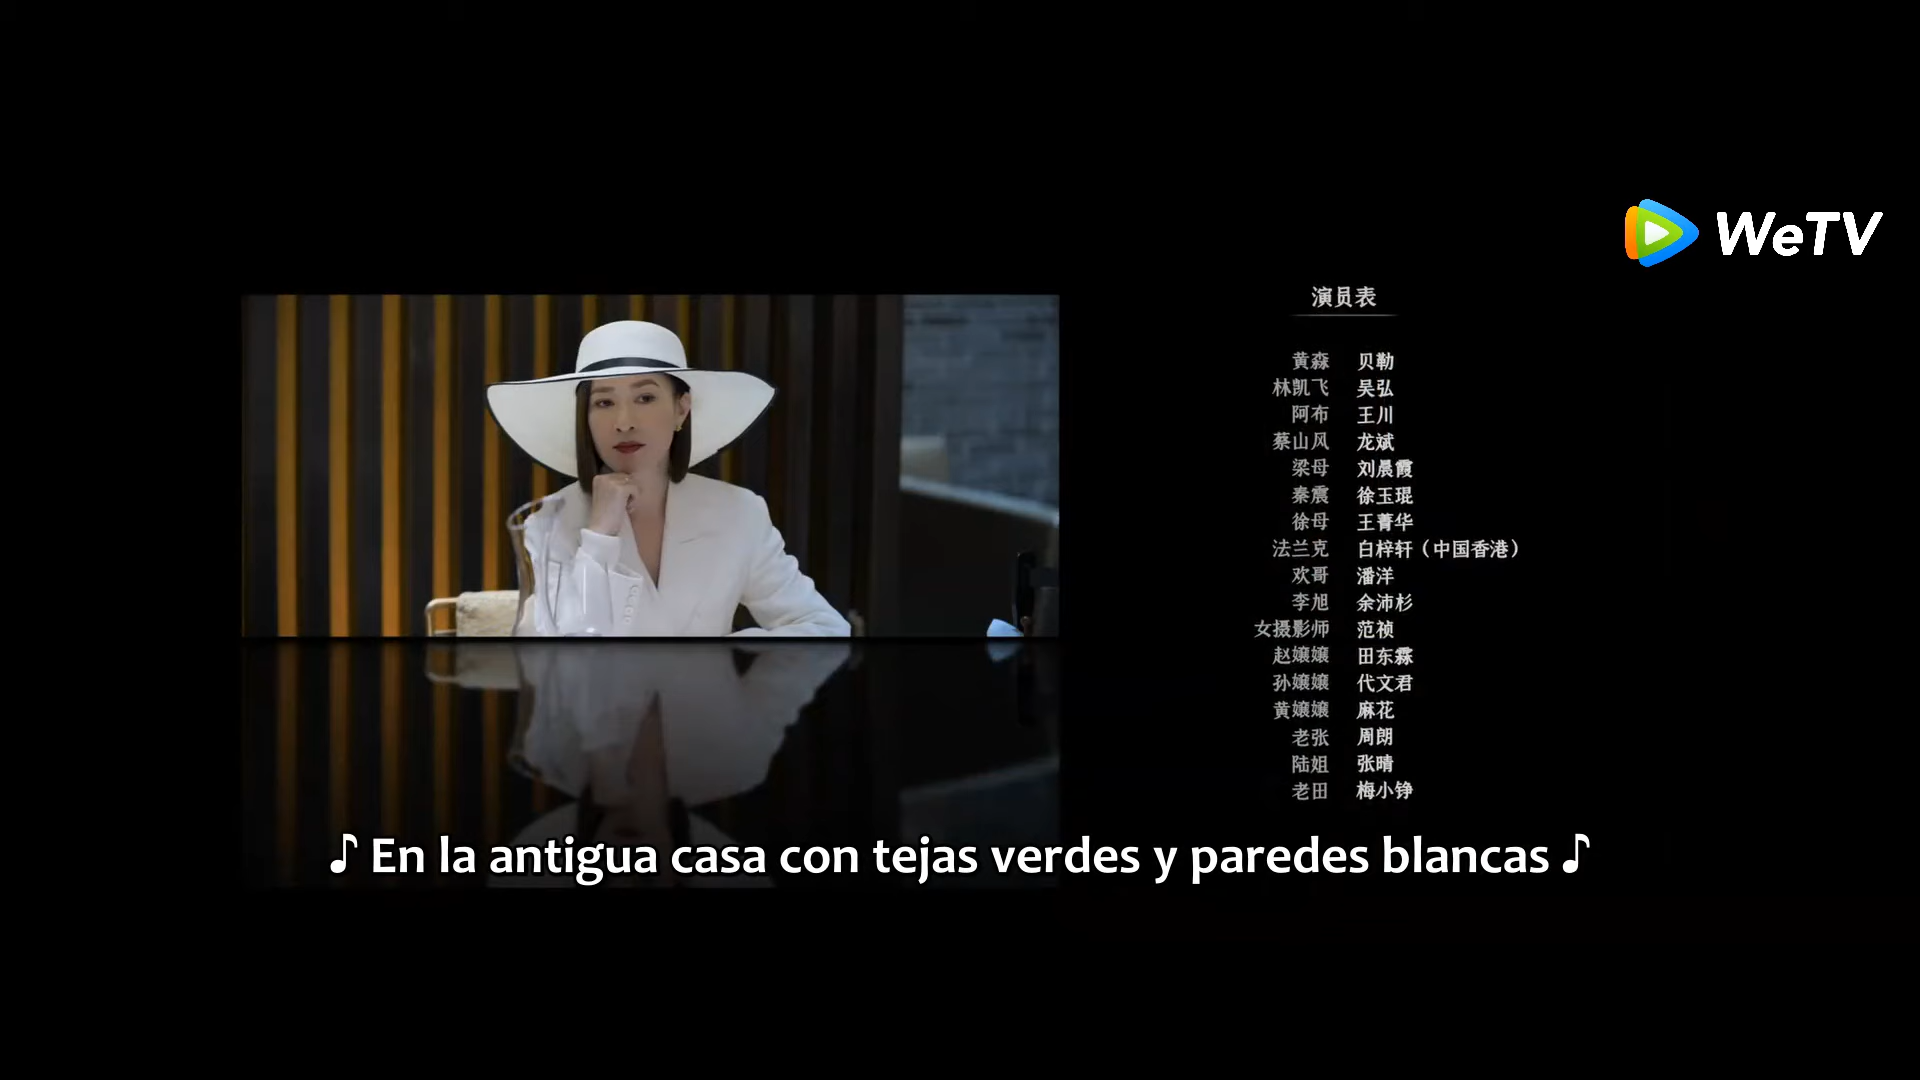 WeTV
演员表
黄淼 贝勒
林凯飞 吴弘
阿布 王川
蔡山风 龙斌
梁母 刘晨霞
秦震 徐玉琨
徐母 王菁华
法兰克 白梓轩（中国香港）
欢哥 潘洋
李旭 余沛杉
女摄影师 范祯
赵嬢嬢 田东霖
孙嬢嬢 代文君
黄嬢嬢 麻花
老张 周朗
陆姐 张晴
老田 梅小铮
♪ En la antigua casa con tejas verdes y paredes blancas ♪